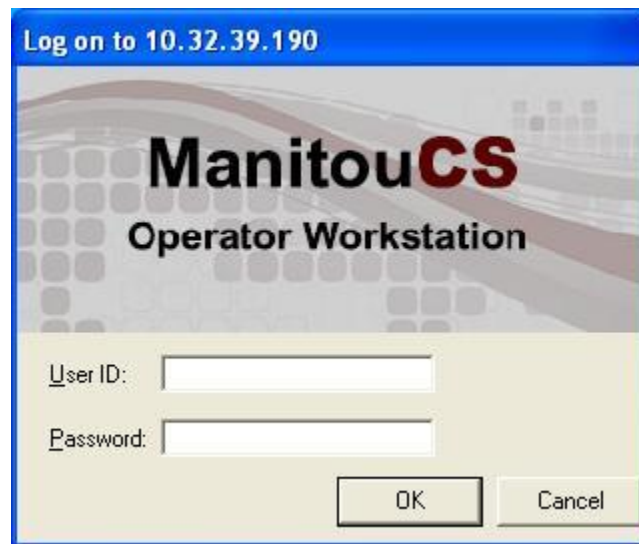 Log on to 10.32.39.190
ManitouCS
Operator Workstation
User ID:
Password:
OK Cancel